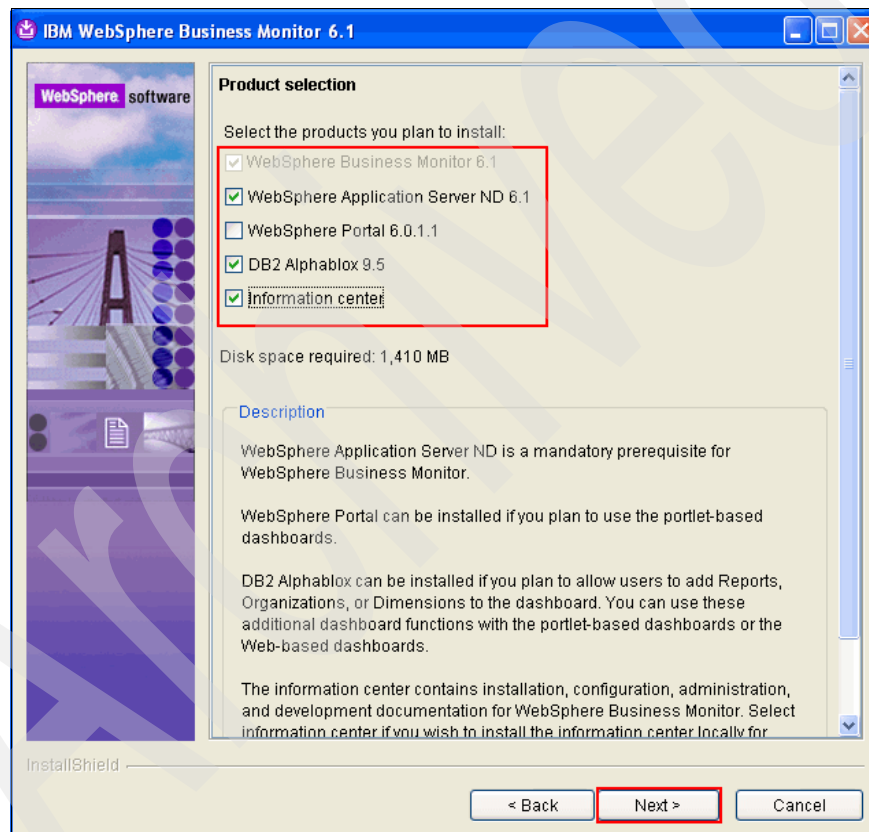 IBM WebSphere Business Monitor 6.1
WebSphere software
Product selection
Select the products you plan to install:
WebSphere Business Monitor 6.1
WebSphere Application Server ND 6.1
WebSphere Portal 6.0.1.1
DB2 Alphablox 9.5
Information center
Disk space required: 1,410 MB
Description
WebSphere Application Server ND is a mandatory prerequisite for
WebSphere Business Monitor.
WebSphere Portal can be installed if you plan to use the portlet-based
dashboards.
DB2 Alphablox can be installed if you plan to allow users to add Reports,
Organizations, or Dimensions to the dashboard. You can use these
additional dashboard functions with the portlet-based dashboards or the
Web-based dashboards.
The information center contains installation, configuration, administration,
and development documentation for WebSphere Business Monitor. Select
information center if you wish to install the information center locally for
InstallShield
< Back
Next >
Cancel